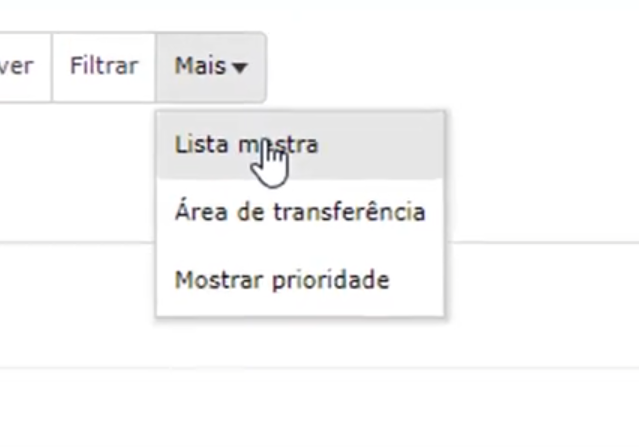 ver Filtrar Mais
Lista mestra
Área de transferência
Mostrar prioridade